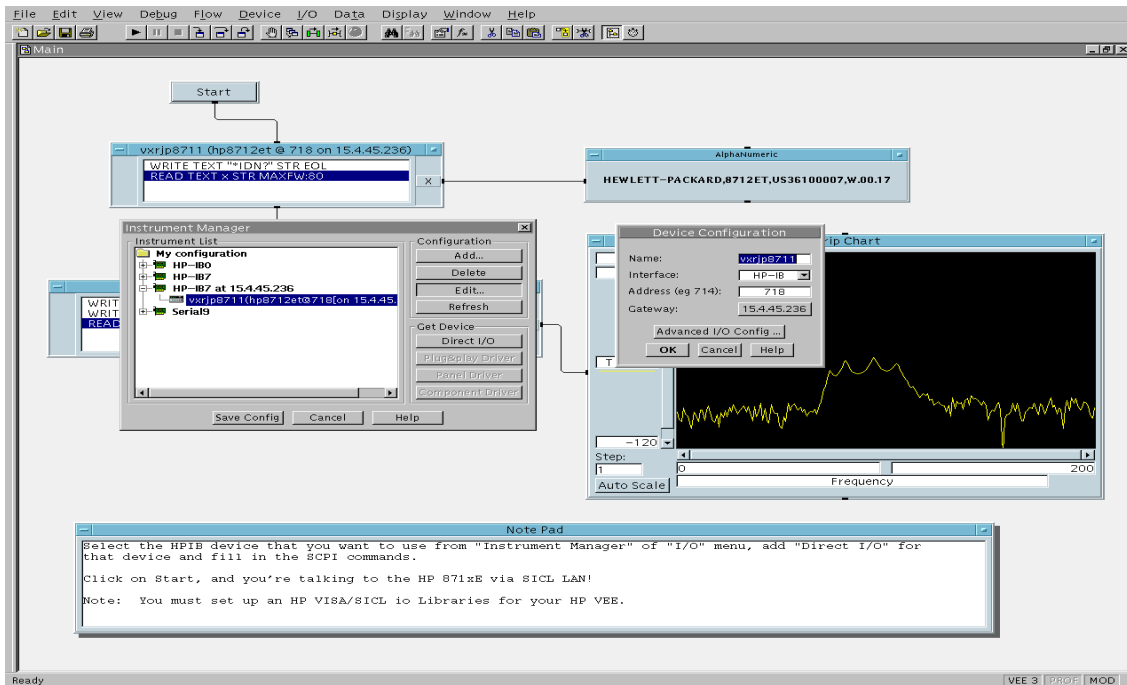 File Edit View Debug Flow Device I/O Data Display Window Help
Main
Start
vxrjp8711 (hp8712et @ 718 on 15.4.45.236)
WRITE TEXT "*IDN?" STR EOL
READ TEXT x STR MAXFW:80
X
AlphaNumeric
HEWLETT-PACKARD,8712ET,US36100007,W.00.17
Instrument Manager
Instrument List
My configuration
HP-IB0
HP-IB7
HP-IB7 at 15.4.45.236
vxrjp8711(hp8712et@718[on 15.4.45.
Serial9
Configuration
Add...
Delete
Edit...
Refresh
Get Device
Direct I/O
Plug&play Driver
Panel Driver
Component Driver
Save Config Cancel Help
WRIT
WRIT
READ
Device Configuration
Name: vxrjp8711
Interface: HP-IB
Address (eg 714): 718
Gateway: 15.4.45.236
Advanced I/O Config ...
OK Cancel Help
rip Chart
T
-120
Step:
1
Auto Scale
0 200
Frequency
Note Pad
Select the HPIB device that you want to use from "Instrument Manager" of "I/O" menu, add "Direct I/O" for
that device and fill in the SCPI commands.
Click on Start, and you're talking to the HP 871xE via SICL LAN!
Note: You must set up an HP VISA/SICL io Libraries for your HP VEE.
Ready
VEE 3 PROF MOD